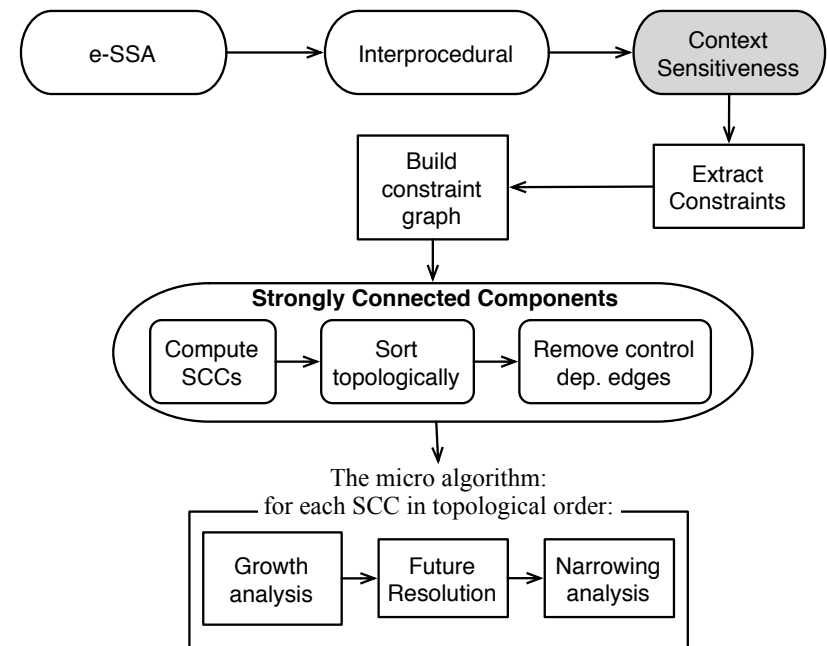 e-SSA
Interprocedural
Context
Sensitiveness
Extract
Constraints
Build
constraint
graph
Strongly Connected Components
Compute
SCCs
Sort
topologically
Remove control
dep. edges
The micro algorithm:
for each SCC in topological order:
Growth
analysis
Future
Resolution
Narrowing
analysis